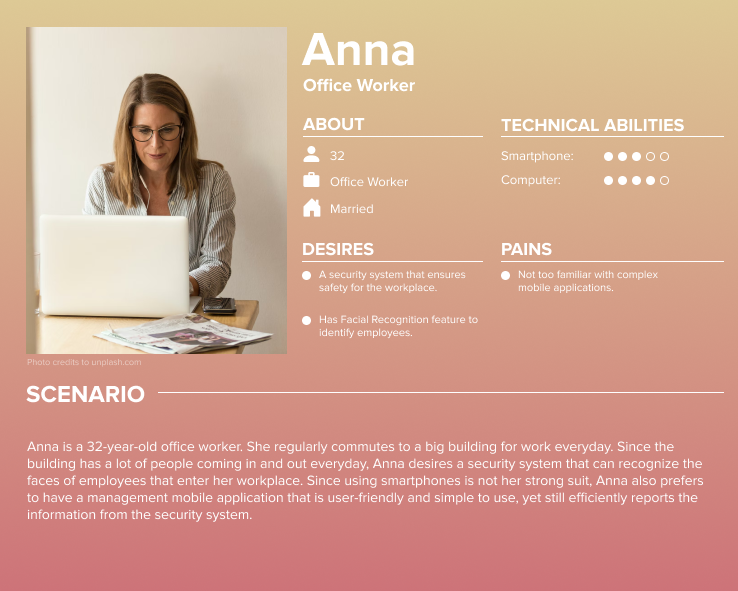 Anna
Office Worker
ABOUT
32
Office Worker
Married
TECHNICAL ABILITIES
Smartphone:
Computer:
DESIRES
A security system that ensures
safety for the workplace.
Has Facial Recognition feature to
identify employees.
PAINS
Not too familiar with complex
mobile applications.
Photo credits to unplash.com
SCENARIO
Anna is a 32-year-old office worker. She regularly commutes to a big building for work everyday. Since the
building has a lot of people coming in and out everyday, Anna desires a security system that can recognize the
faces of employees that enter her workplace. Since using smartphones is not her strong suit, Anna also prefers
to have a management mobile application that is user-friendly and simple to use, yet still efficiently reports the
information from the security system.